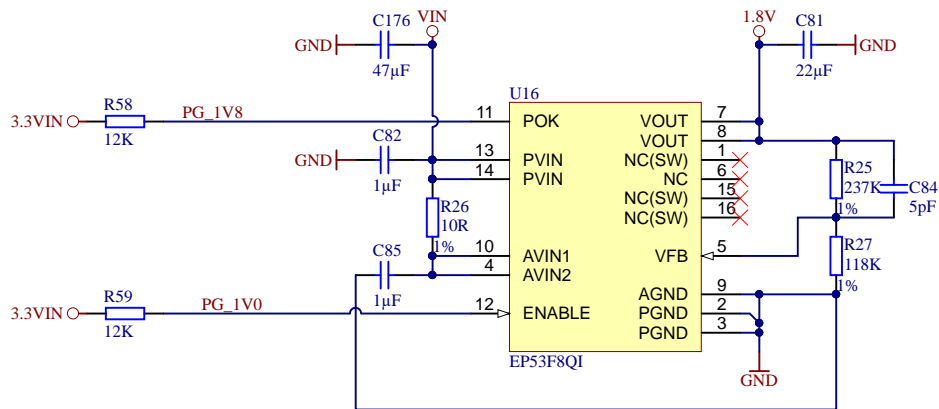 C176
VIN
1.8V
C81
GND
47µF
22µF
GND
U16
3.3VIN
R58
12K
PG_1V8
11
POK
VOUT
7
VOUT
8
GND
C82
1µF
13
PVIN
NC(SW)
1
14
PVIN
NC
6
NC(SW)
15
NC(SW)
16
R25
237K
1%
C84
5pF
R26
10R
1%
C85
1µF
10
AVIN1
4
AVIN2
VFB
5
R27
118K
1%
3.3VIN
R59
12K
PG_1V0
12
ENABLE
AGND
9
PGND
2
PGND
3
EP53F8QI
GND